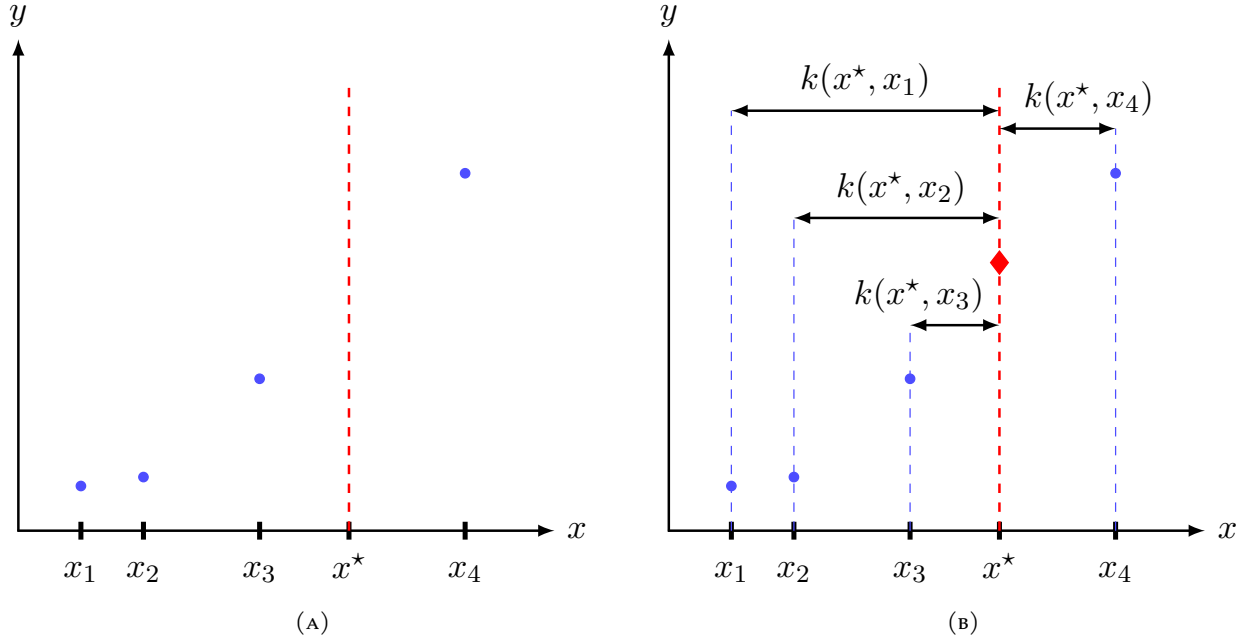 y
x
x₁ x₂ x₃ x⋆ x₄
(A)
y
k(x⋆, x₁)
k(x⋆, x₄)
k(x⋆, x₂)
k(x⋆, x₃)
x
x₁ x₂ x₃ x⋆ x₄
(B)